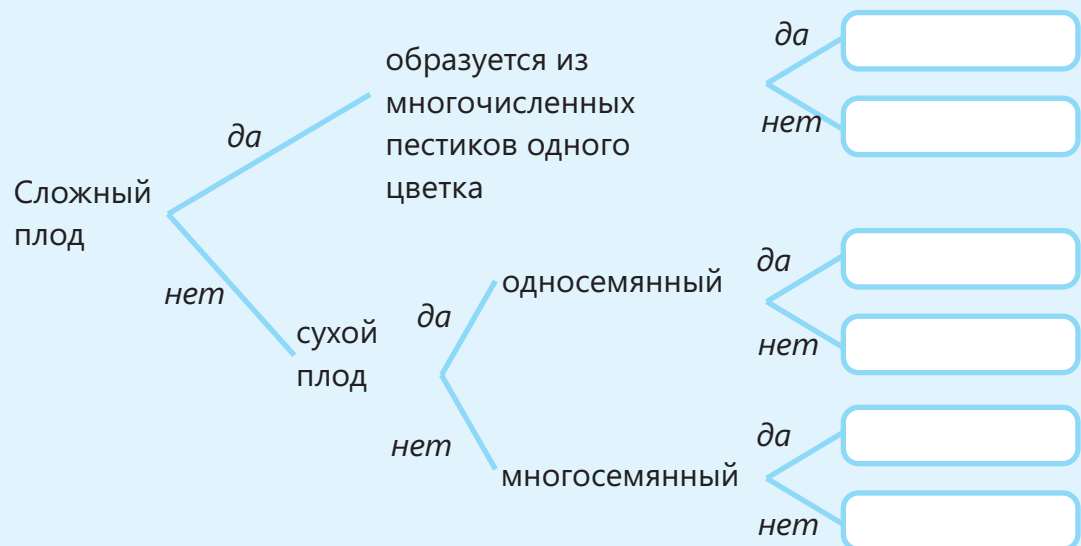 да
образуется из
многочисленных
пестиков одного
цветка
нет
да
Сложный
плод
нет
сухой
плод
да
односемянный
да
нет
нет
многосемянный
да
нет